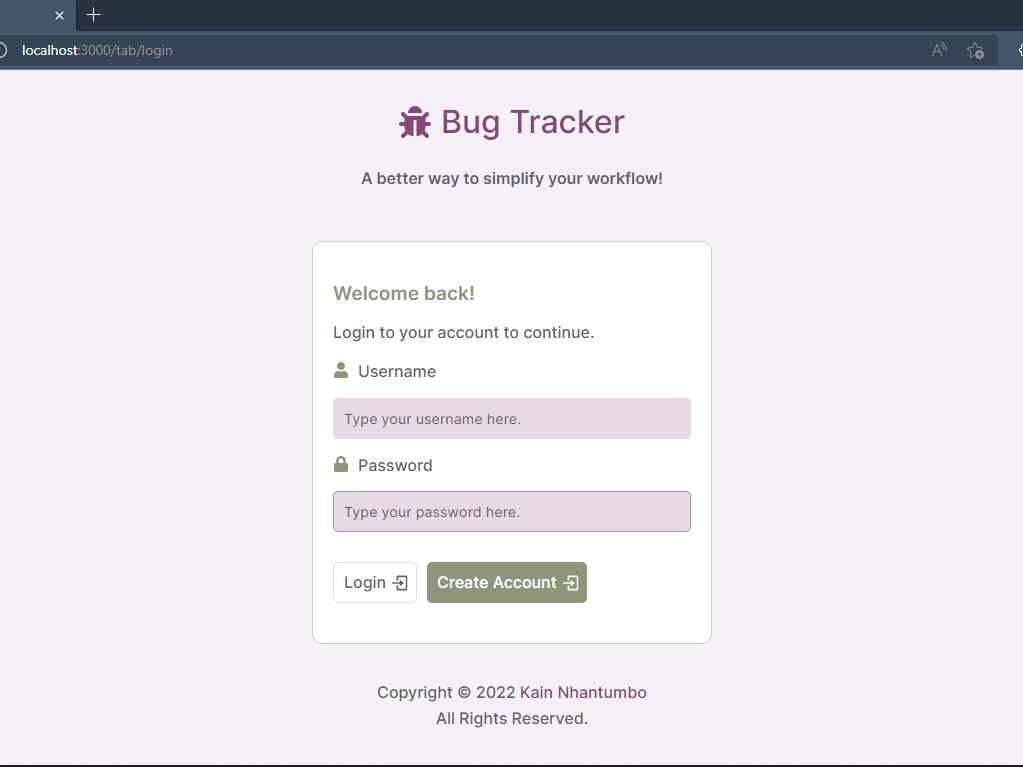 localhost:3000/tab/login
Bug Tracker
A better way to simplify your workflow!
Welcome back!
Login to your account to continue.
Username
Type your username here.
Password
Type your password here.
Login Create Account
Copyright © 2022 Kain Nhantumbo
All Rights Reserved.